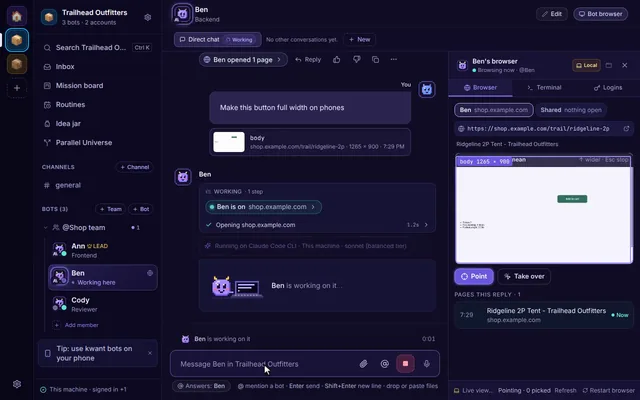 Trailhead Outfitters
3 bots · 2 accounts
Search Trailhead O... Ctrl K
Inbox
Mission board
Routines
Idea jar
Parallel Universe
CHANNELS
+ Channel
# general
BOTS (3)
+ Team
+ Bot
@Shop team
1
Ann LEAD
Frontend
Ben
Working here
Cody
Reviewer
+ Add member
Tip: use kwant bots on your phone
This machine · signed in · +1
Ben
Backend
Edit
Bot browser
Direct chat
Working
No other conversations yet.
+ New
Ben opened 1 page
Reply
You
Make this button full width on phones
body
shop.example.com/trail/ridgeline-2p · 1265 × 900 · 7:29 PM
Ben
WORKING · 1 step
Ben is on shop.example.com
Opening shop.example.com
1.2s
Running on Claude Code CLI · This machine · sonnet (balanced tier)
Ben is working on it
Ben is working on it
0:01
Message Ben in Trailhead Outfitters
Answers: Ben
@ mention a bot · Enter send · Shift+Enter new line · drop or paste files
Ben's browser
Browsing now · @Ben
Local
Browser
Terminal
Logins
Ben shop.example.com
Shared nothing open
https://shop.example.com/trail/ridgeline-2p
Ridgeline 2P Tent - Trailhead Outfitters
body 1265 × 900
mean
↑ wider
Esc stop
Point
Take over
PAGES THIS REPLY · 1
7:29
Ridgeline 2P Tent - Trailhead Outfitters
shop.example.com
Now
Live view...
Pointing · 0 picked
Refresh
Restart browser